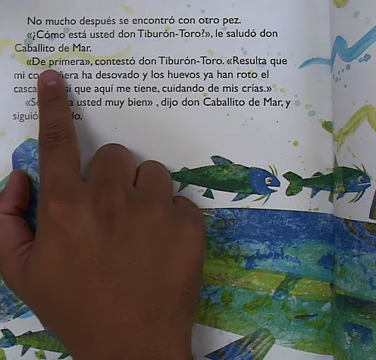 No mucho después se encontró con otro pez.
«¿Cómo está usted don Tiburón-Toro?», le saludó don
Caballito de Mar.
«De primera», contestó don Tiburón-Toro. «Resulta que
mi ha desovado y los huevos ya han roto el
que aquí me tiene, cuidando de mis crías.»
usted muy bien» , dijo don Caballito de Mar, y
siguió